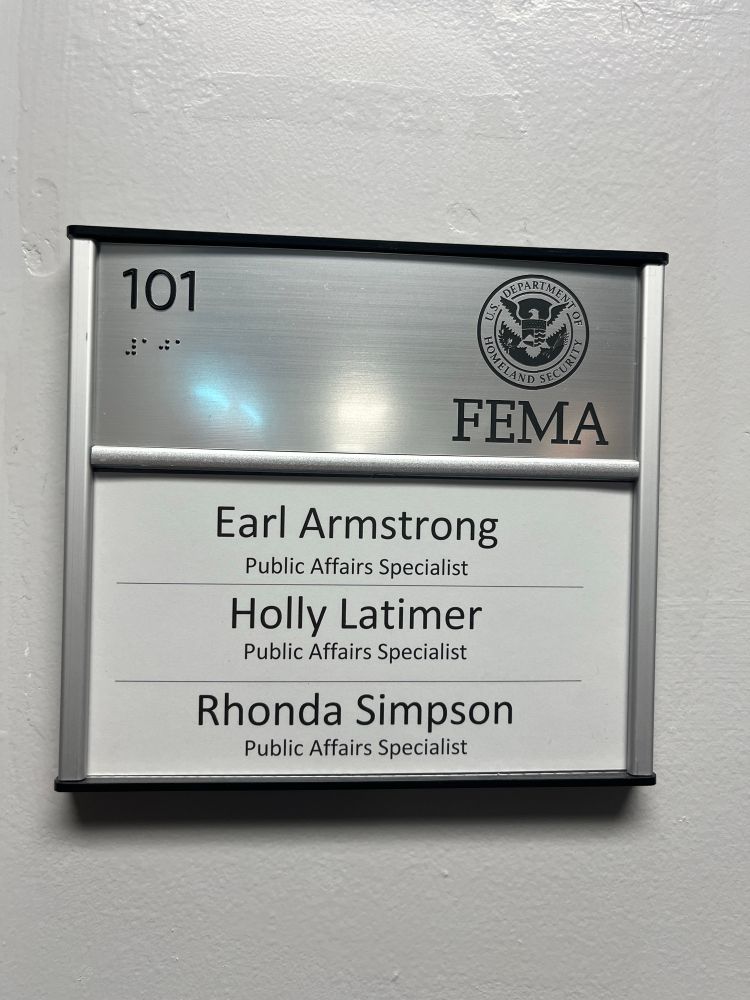 101
U.S. DEPARTMENT OF
HOMELAND SECURITY
FEMA
Earl Armstrong
Public Affairs Specialist
Holly Latimer
Public Affairs Specialist
Rhonda Simpson
Public Affairs Specialist